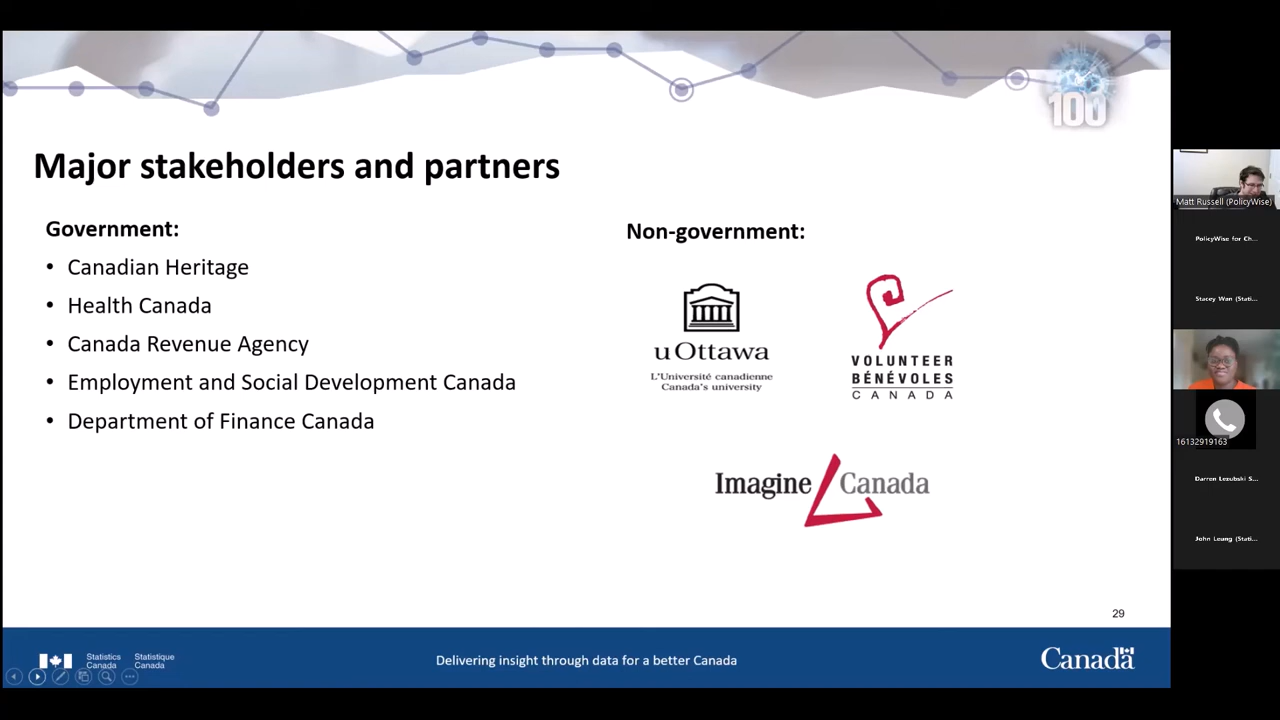 100
Major stakeholders and partners
Government:
• Canadian Heritage
• Health Canada
• Canada Revenue Agency
• Employment and Social Development Canada
• Department of Finance Canada
Non-government:
uOttawa
L'Université canadienne
Canada's university
VOLUNTEER
BÉNÉVOLES
CANADA
Imagine Canada
29
Statistics Canada
Statistique Canada
Delivering insight through data for a better Canada
Canada
Matt Russell (PolicyWise)
PolicyWise for Ch...
Stacey Wan (Stati...
16132919163
Darren Lezubski S...
John Leung (Stati...